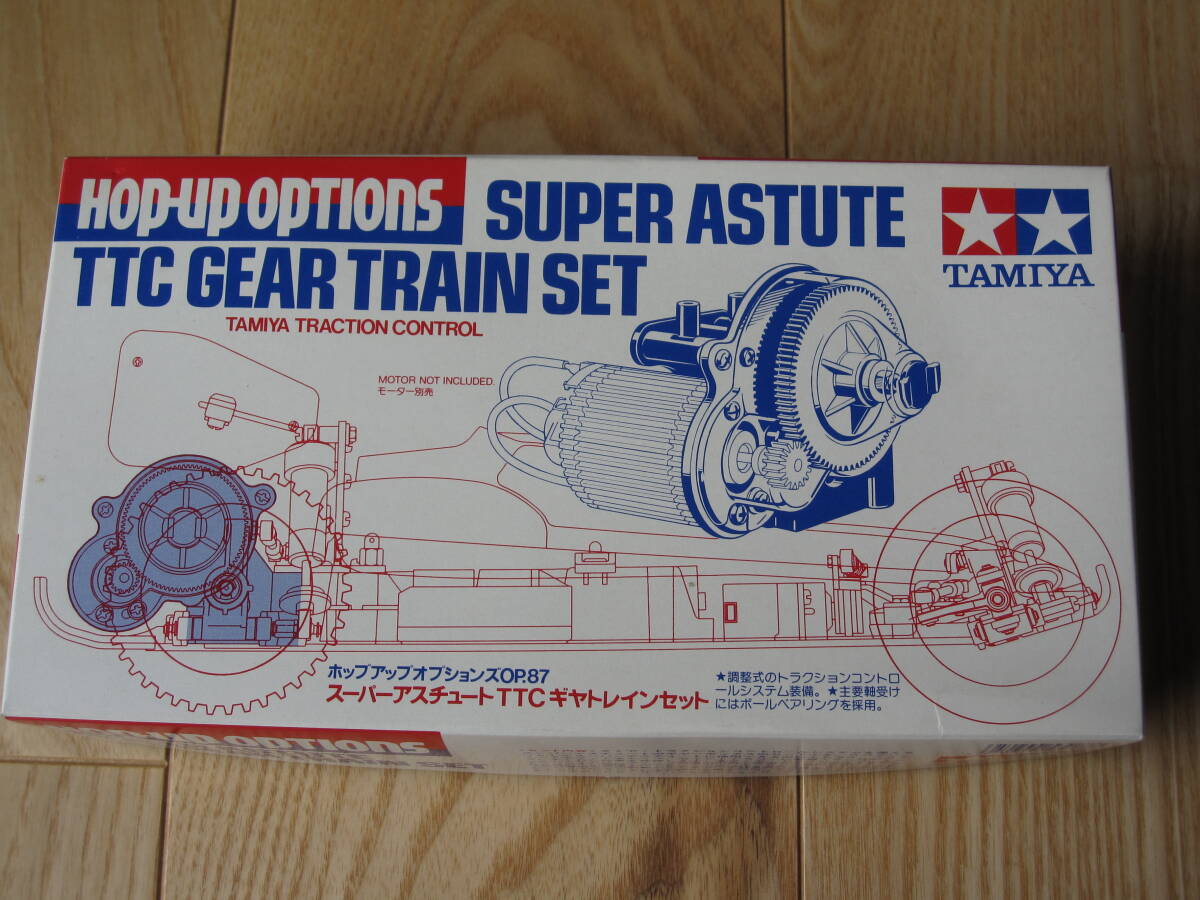 HOP-UP OPTIONS
SUPER ASTUTE
TTC GEAR TRAIN SET
TAMIYA
TAMIYA TRACTION CONTROL
MOTOR NOT INCLUDED.
モーター別売
ホップアップオプションズOP.87
スーパーアスチュートTTCギヤトレインセット
★調整式のトラクションコントロ
ールシステム装備。★主要軸受け
にはボールベアリングを採用。
HOP-UP OPTIONS
TRAIN SET